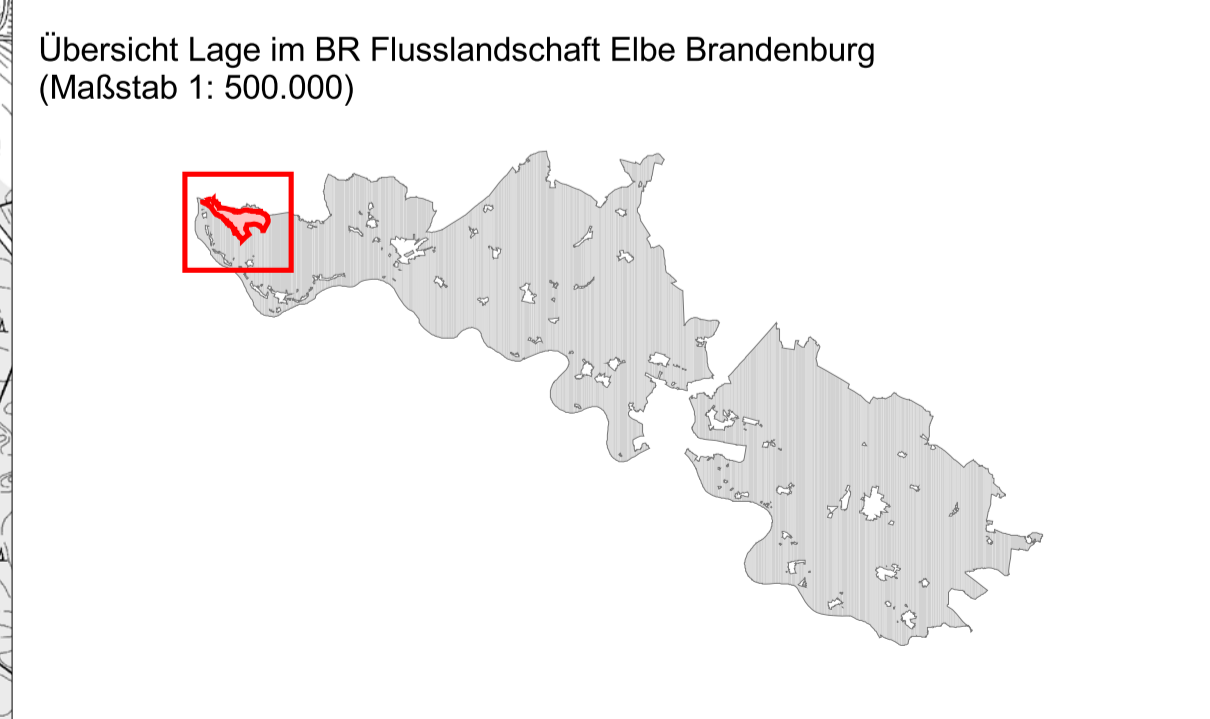 Übersicht Lage im BR Flusslandschaft Elbe Brandenburg
(Maßstab 1: 500.000)